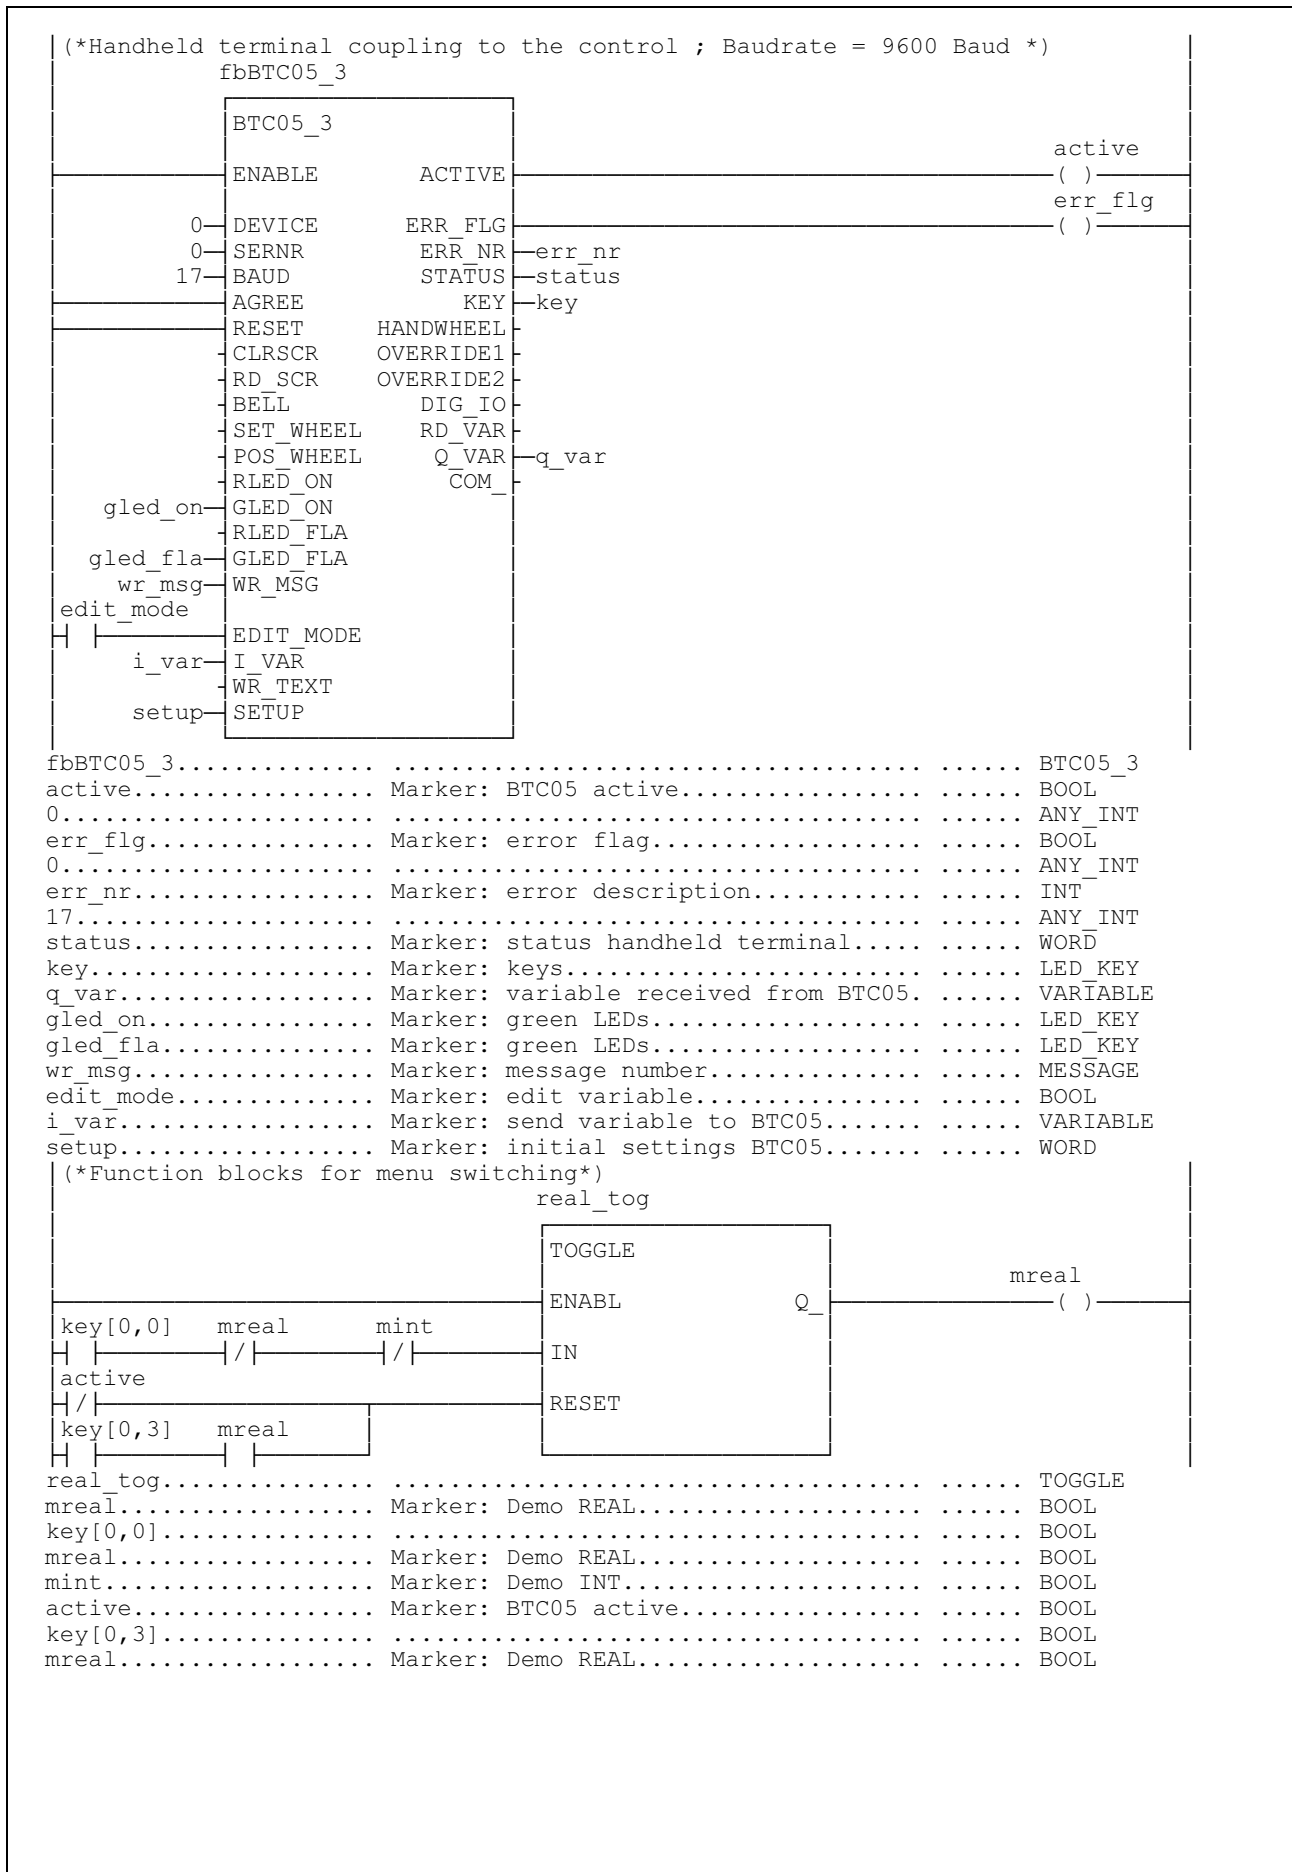 (*Handheld terminal coupling to the control ; Baudrate = 9600 Baud *)
fbBTC05_3
BTC05_3
active
ENABLE ACTIVE ( )
err_flg
0 DEVICE ERR_FLG ( )
0 SERNR ERR_NR err_nr
17 BAUD STATUS status
AGREE KEY key
RESET HANDWHEEL
CLRSCR OVERRIDE1
RD_SCR OVERRIDE2
BELL DIG_IO
SET_WHEEL RD_VAR
POS_WHEEL Q_VAR q_var
RLED_ON COM_
gled_on GLED_ON
RLED_FLA
gled_fla GLED_FLA
wr_msg WR_MSG
edit_mode
EDIT_MODE
i_var I_VAR
WR_TEXT
setup SETUP
fbBTC05_3.............. ..................................... ...... BTC05_3
active................. Marker: BTC05 active................. ...... BOOL
0...................... ..................................... ...... ANY_INT
err_flg................ Marker: error flag................... ...... BOOL
0...................... ..................................... ...... ANY_INT
err_nr................. Marker: error description............ ...... INT
17..................... ..................................... ...... ANY_INT
status................. Marker: status handheld terminal..... ...... WORD
key.................... Marker: keys......................... ...... LED_KEY
q_var.................. Marker: variable received from BTC05. ...... VARIABLE
gled_on................ Marker: green LEDs................... ...... LED_KEY
gled_fla............... Marker: green LEDs................... ...... LED_KEY
wr_msg................. Marker: message number............... ...... MESSAGE
edit_mode.............. Marker: edit variable................ ...... BOOL
i_var.................. Marker: send variable to BTC05....... ...... VARIABLE
setup.................. Marker: initial settings BTC05....... ...... WORD
(*Function blocks for menu switching*)
real_tog
TOGGLE
mreal
ENABL Q_ ( )
key[0,0] mreal mint
/ / IN
active
/ RESET
key[0,3] mreal
real_tog............... ..................................... ...... TOGGLE
mreal.................. Marker: Demo REAL.................... ...... BOOL
key[0,0]............... ..................................... ...... BOOL
mreal.................. Marker: Demo REAL.................... ...... BOOL
mint................... Marker: Demo INT..................... ...... BOOL
active................. Marker: BTC05 active................. ...... BOOL
key[0,3]............... ..................................... ...... BOOL
mreal.................. Marker: Demo REAL.................... ...... BOOL